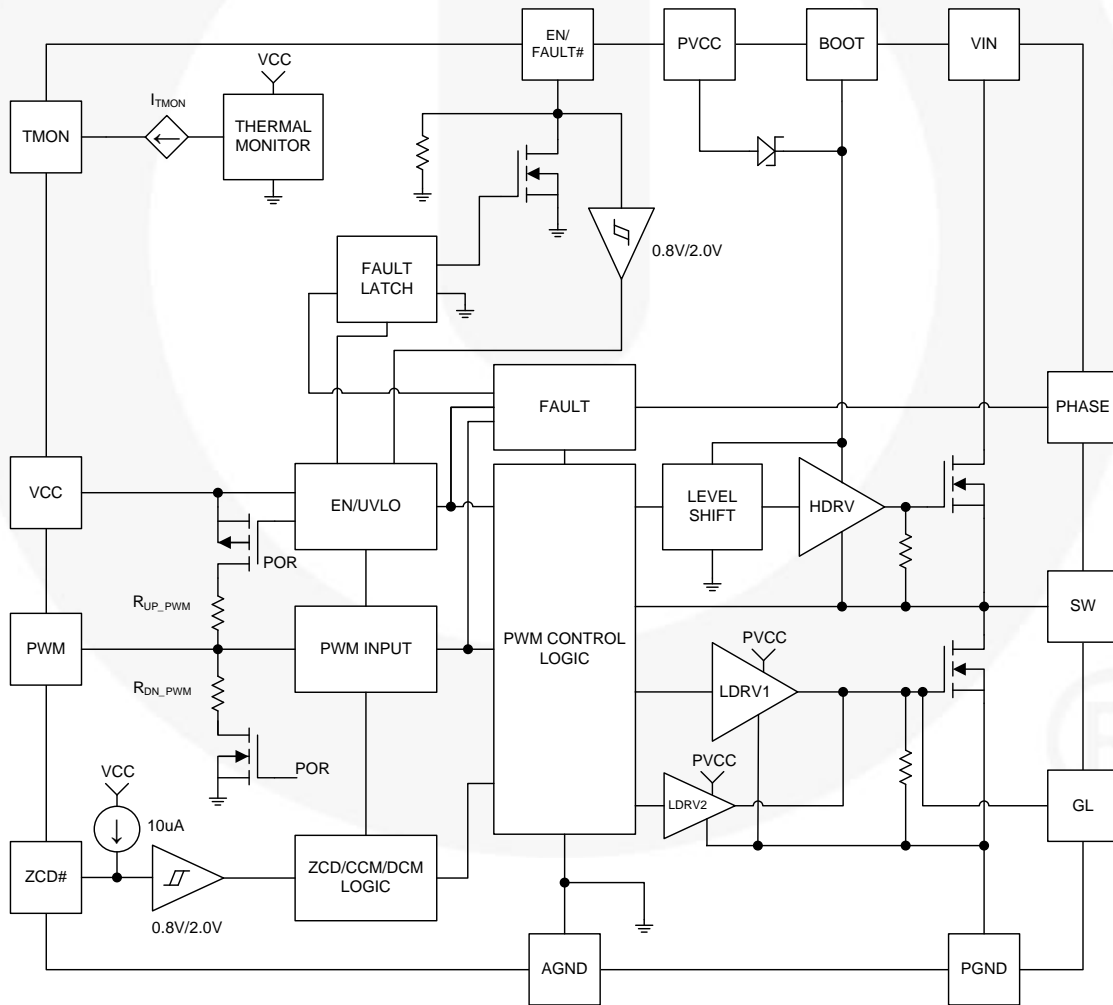 EN/
FAULT#
PVCC
BOOT
VIN
VCC
TMON
ITMON
THERMAL
MONITOR
0.8V/2.0V
FAULT
LATCH
FAULT
PHASE
VCC
EN/UVLO
LEVEL
SHIFT
HDRV
POR
RUP_PWM
PWM
PWM INPUT
PWM CONTROL
LOGIC
SW
RDN_PWM
PVCC
LDRV1
POR
VCC
PVCC
LDRV2
GL
10uA
ZCD#
ZCD/CCM/DCM
LOGIC
0.8V/2.0V
AGND
PGND
R